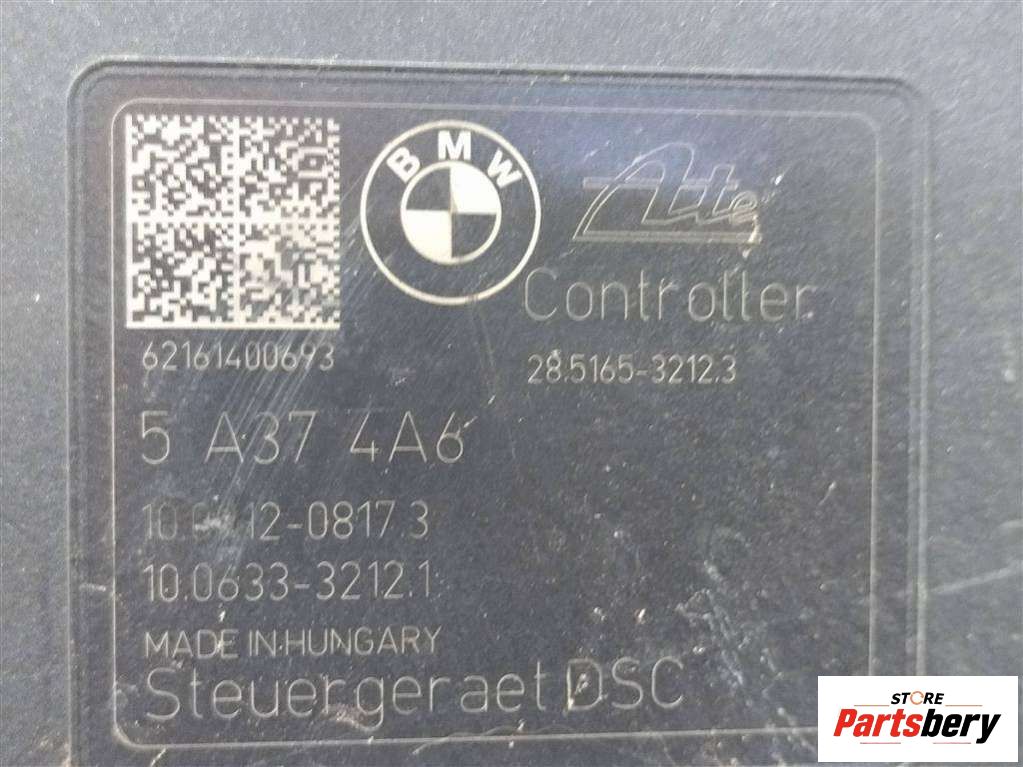 BMW
Ate
Controller
62161400693
28.5165-3212.3
5 A37 4A6
10.0633-3212.1
MADE IN HUNGARY
Steuergeraet DSC
STORE
Partsbery